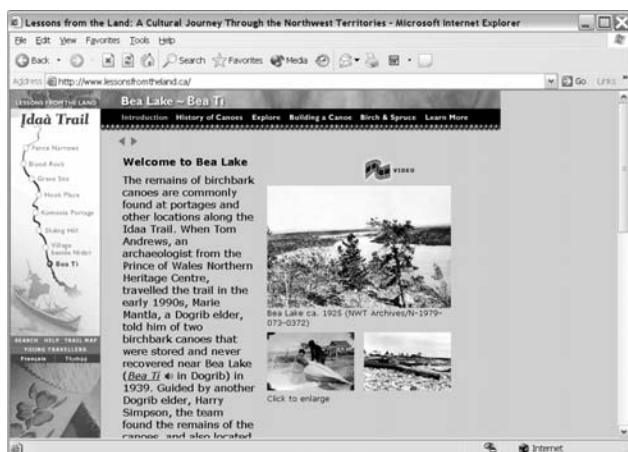 Lessons from the Land: A Cultural Journey Through the Northwest Territories - Microsoft Internet Explorer
File Edit View Favorites Tools Help
Back Search Favorites Media
Address http://www.lessonsfromtheland.ca/ Go Links
LESSONS FROM THE LAND
Idaà Trail
Bea Lake ~ Bea Tì
Introduction History of Canoes Explore Building a Canoe Birch & Spruce Learn More
Grave Site
Hook Place
Kamoola Portage
Sliding Hill
Village
Bea Tì
SEARCH HELP TRAIL MAP
YOUNG TRAVELLERS
Français
Welcome to Bea Lake
The remains of birchbark
canoes are commonly
found at portages and
other locations along the
Idaa Trail. When Tom
Andrews, an
archaeologist from the
Prince of Wales Northern
Heritage Centre,
travelled the trail in the
early 1990s, Marie
Mantla, a Dogrib elder,
told him of two
birchbark canoes that
were stored and never
recovered near Bea Lake
(Bea Ti in Dogrib) in
1939. Guided by another
Dogrib elder, Harry
Simpson, the team
found the remains of the
canoes, and also located
VIDEO
Bea Lake ca. 1925 (NWT Archives/N-1979-
073-0372)
Click to enlarge
Internet